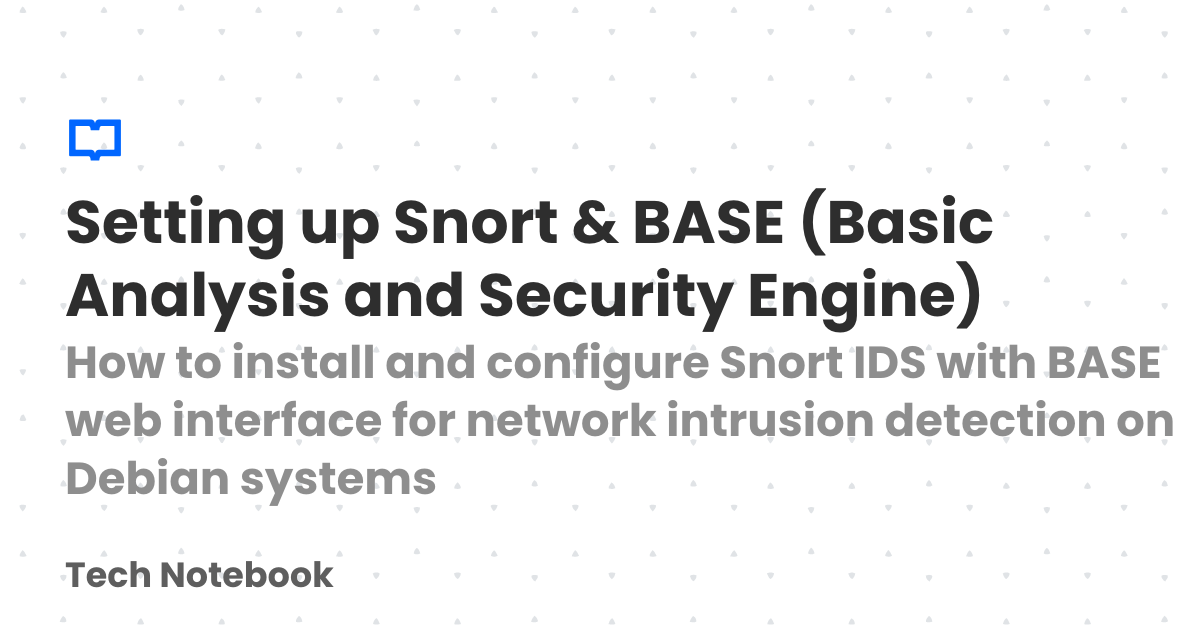 Setting up Snort & BASE (Basic
Analysis and Security Engine)
How to install and configure Snort IDS with BASE
web interface for network intrusion detection on
Debian systems
Tech Notebook